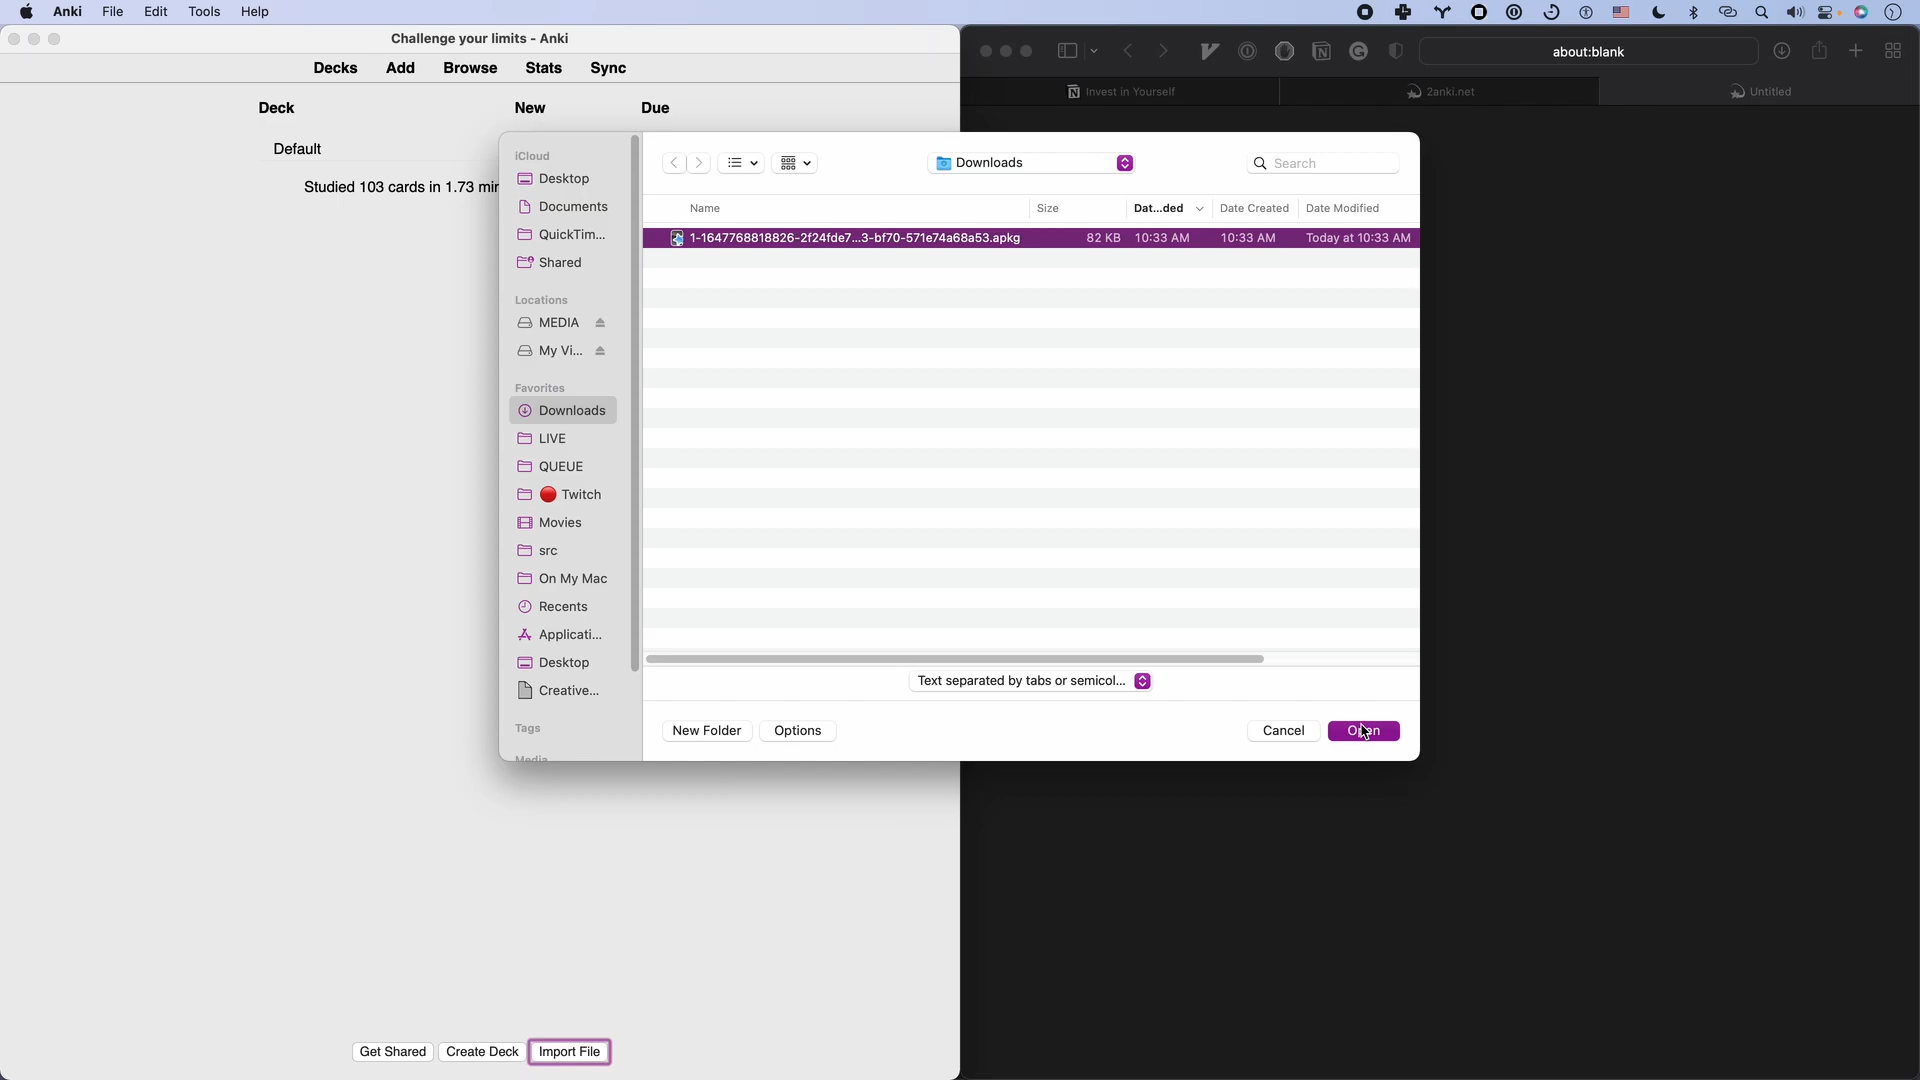 Anki File Edit Tools Help
Challenge your limits - Anki
Decks Add Browse Stats Sync
Deck New Due
Default
Studied 103 cards in 1.73 min
about:blank
Invest in Yourself
2anki.net
Untitled
iCloud
Desktop
Documents
QuickTim...
Shared
Locations
MEDIA
My Vi...
Favorites
Downloads
LIVE
QUEUE
Twitch
Movies
src
On My Mac
Recents
Applicati...
Desktop
Creative...
Tags
Media
Downloads
Search
Name Size Dat...ded Date Created Date Modified
1-1647768818826-2f24fde7...3-bf70-571e74a68a53.apkg 82 KB 10:33 AM 10:33 AM Today at 10:33 AM
Text separated by tabs or semicol...
New Folder Options Cancel Open
Get Shared Create Deck Import File